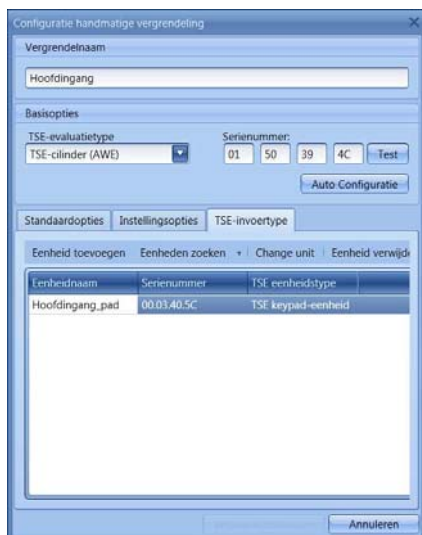 Configuratie handmatige vergrendeling
Vergrendelnaam
Hoofdingang
Basisopties
TSE-evaluatietype Serienummer:
TSE-cilinder (AWE) 01 50 39 4C Test
Auto Configuratie
Standaardopties Instellingsopties TSE-invoertype
Eenheid toevoegen Eenheden zoeken Change unit Eenheid verwijde
Eenheidnaam Serienummer TSE eenheidstype
Hoofdingang_pad 00.03.40.5C TSE keypad-eenheid
Annuleren